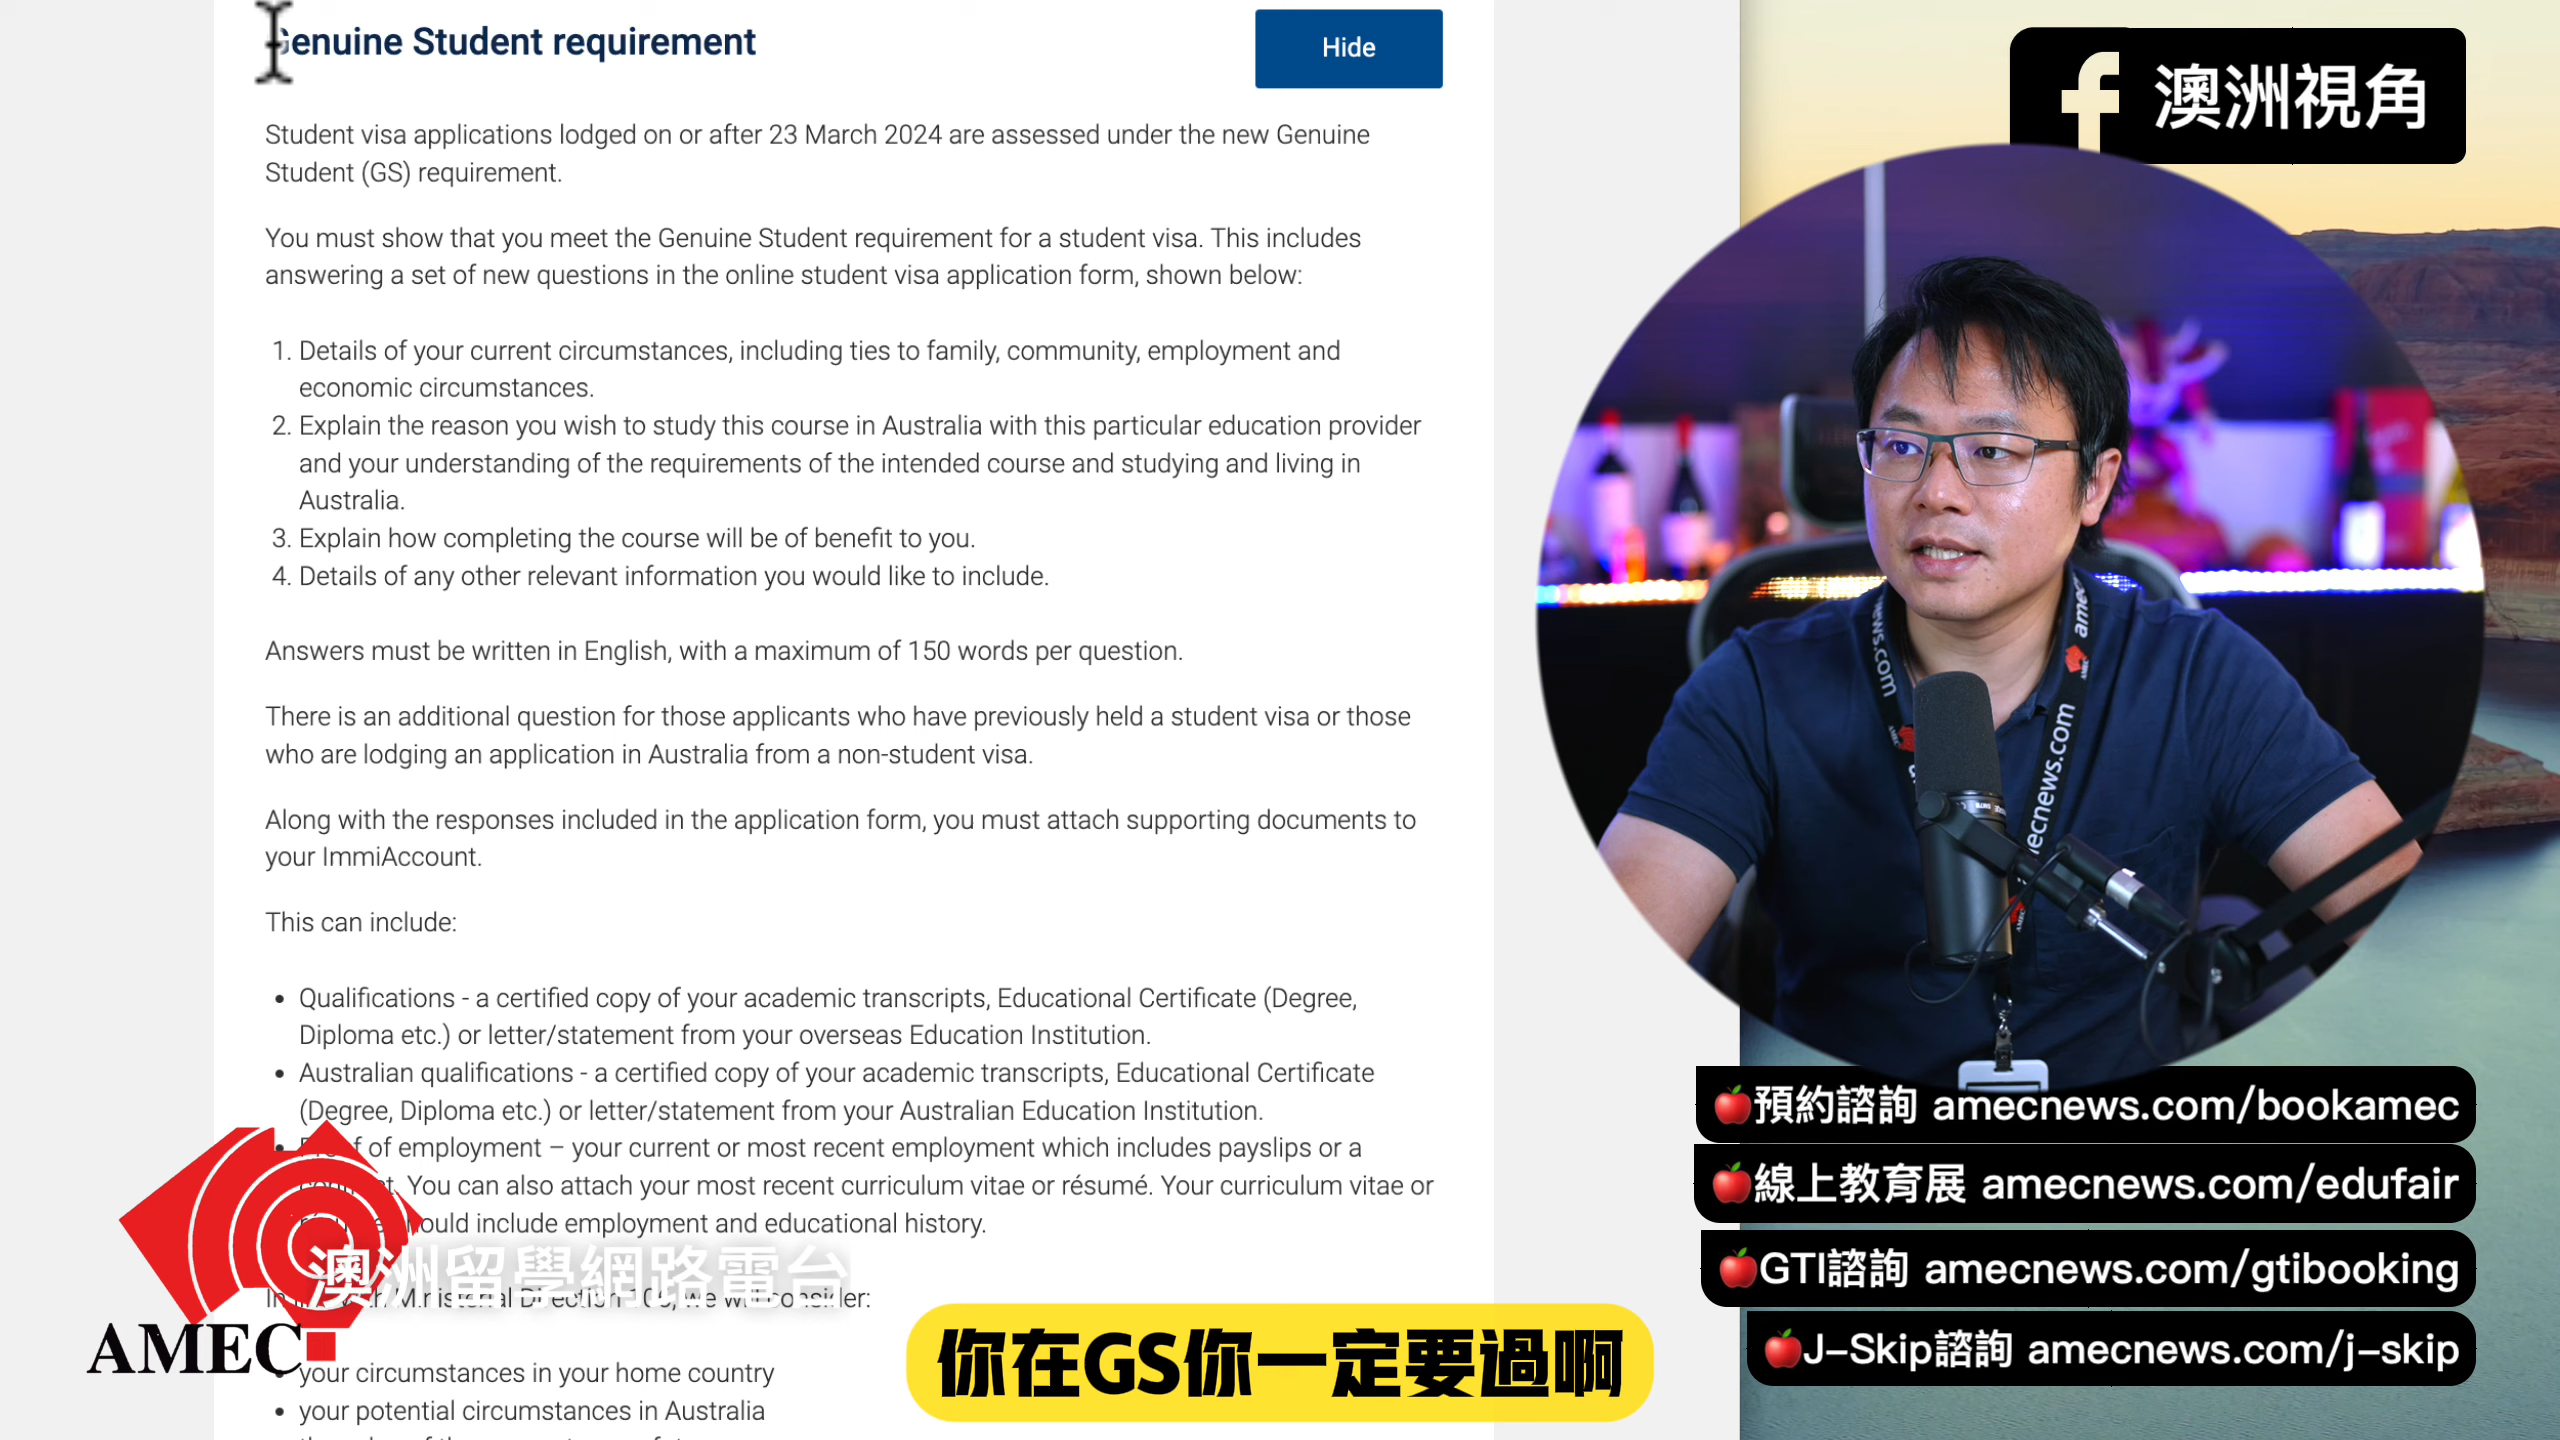 Genuine Student requirement
Hide
Student visa applications lodged on or after 23 March 2024 are assessed under the new Genuine
Student (GS) requirement.
You must show that you meet the Genuine Student requirement for a student visa. This includes
answering a set of new questions in the online student visa application form, shown below:
1. Details of your current circumstances, including ties to family, community, employment and
economic circumstances.
2. Explain the reason you wish to study this course in Australia with this particular education provider
and your understanding of the requirements of the intended course and studying and living in
Australia.
3. Explain how completing the course will be of benefit to you.
4. Details of any other relevant information you would like to include.
Answers must be written in English, with a maximum of 150 words per question.
There is an additional question for those applicants who have previously held a student visa or those
who are lodging an application in Australia from a non-student visa.
Along with the responses included in the application form, you must attach supporting documents to
your ImmiAccount.
This can include:
• Qualifications - a certified copy of your academic transcripts, Educational Certificate (Degree,
Diploma etc.) or letter/statement from your overseas Education Institution.
• Australian qualifications - a certified copy of your academic transcripts, Educational Certificate
(Degree, Diploma etc.) or letter/statement from your Australian Education Institution.
• of employment – your current or most recent employment which includes payslips or a
You can also attach your most recent curriculum vitae or résumé. Your curriculum vitae or
should include employment and educational history.
Ministerial Direction 106, we will consider:
• your circumstances in your home country
• your potential circumstances in Australia
澳洲留學網路電台
AMEC
你在GS你一定要過啊
f 澳洲視角
news.com
amec
AMEC
amecnews.com
AMEC
🍎預約諮詢 amecnews.com/bookamec
🍎線上教育展 amecnews.com/edufair
🍎GTI諮詢 amecnews.com/gtibooking
🍎J-Skip諮詢 amecnews.com/j-skip